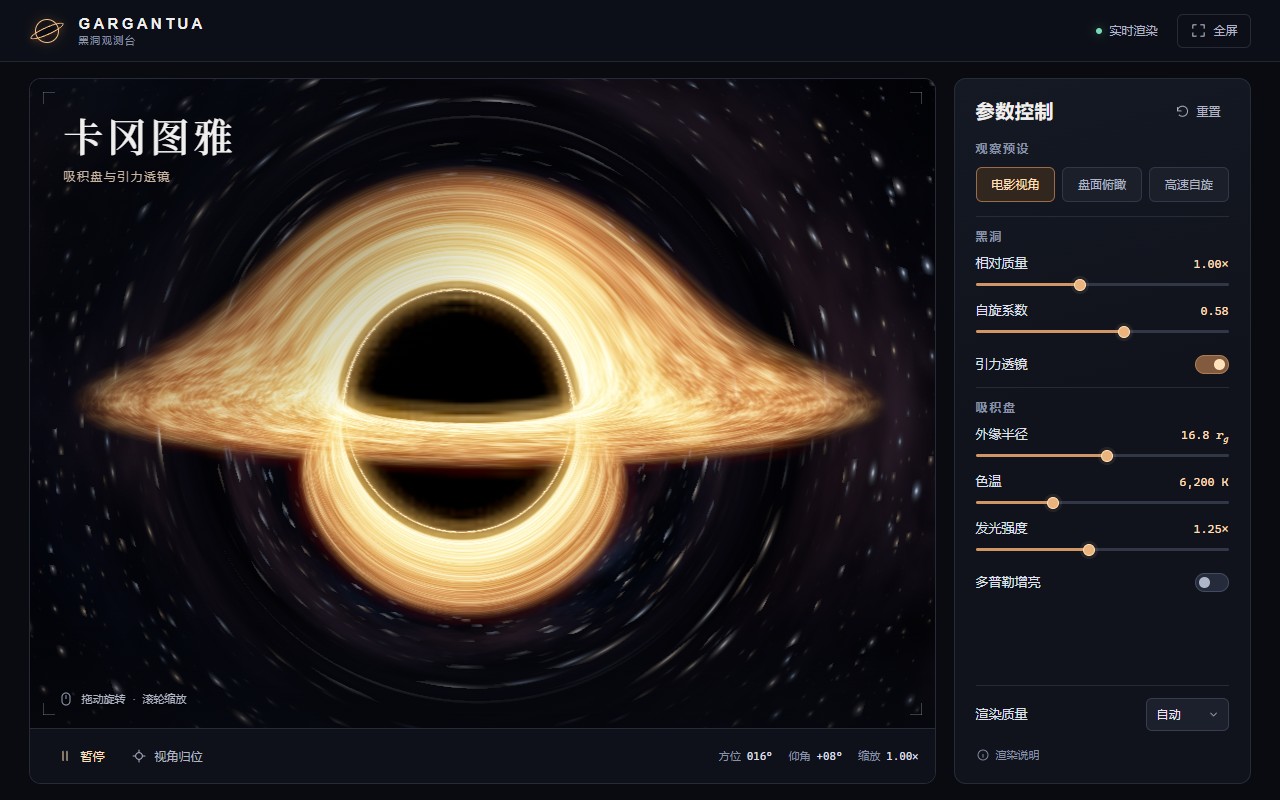 GARGANTUA
黑洞观测台
实时渲染
全屏
卡冈图雅
吸积盘与引力透镜
拖动旋转 · 滚轮缩放
暂停
视角归位
方位 016° 仰角 +08° 缩放 1.00×
参数控制
重置
观察预设
电影视角
盘面俯瞰
高速自旋
黑洞
相对质量 1.00×
自旋系数 0.58
引力透镜
吸积盘
外缘半径 16.8 r_g
色温 6,200 K
发光强度 1.25×
多普勒增亮
渲染质量 自动
渲染说明